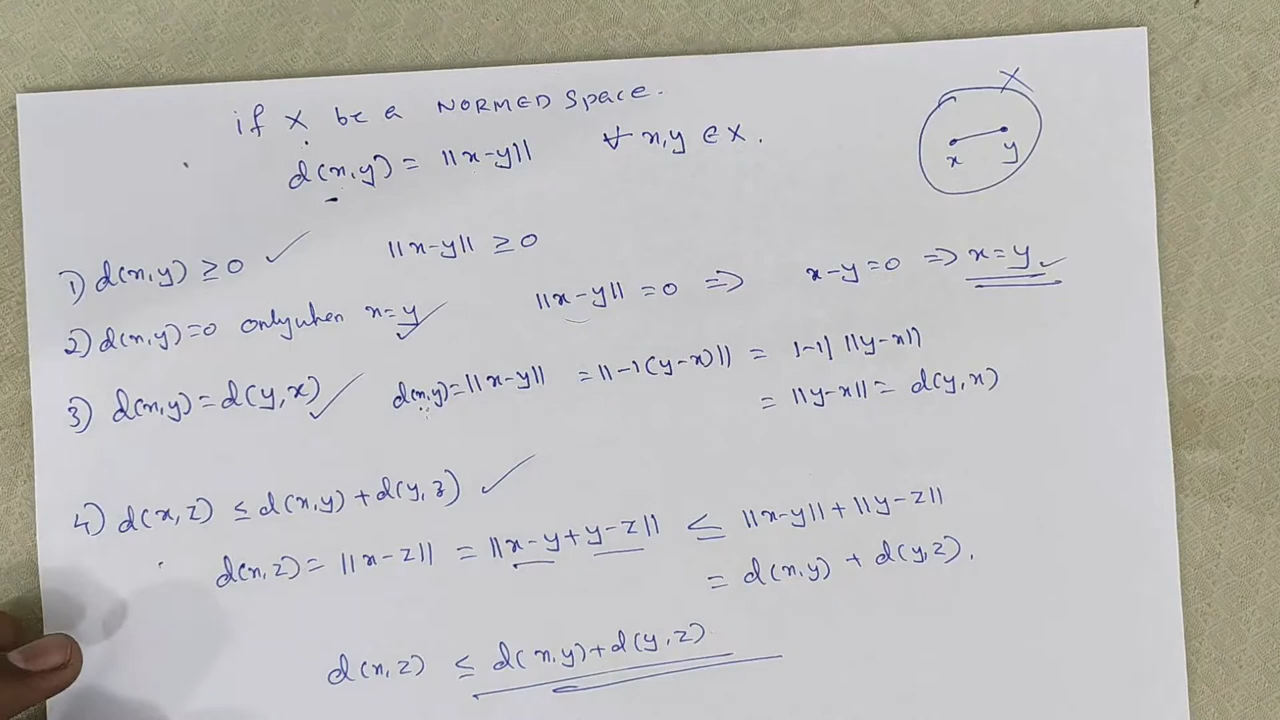 if X be a NORMED Space.
d(x,y) = ||x-y|| ∀ x,y ∈ X.
X
x y
1) d(x,y) ≥ 0 ✓ ||x-y|| ≥ 0
2) d(x,y)=0 only when x=y ✓ ||x-y|| = 0 => x-y=0 => x=y ✓
3) d(x,y) = d(y,x) ✓ d(x,y)=||x-y|| = ||-1(y-x)|| = |-1| ||y-x||
= ||y-x|| = d(y,x)
4) d(x,z) ≤ d(x,y) + d(y,z) ✓
d(x,z) = ||x-z|| = ||x-y+y-z|| ≤ ||x-y|| + ||y-z||
= d(x,y) + d(y,z).
d(x,z) ≤ d(x,y)+d(y,z)